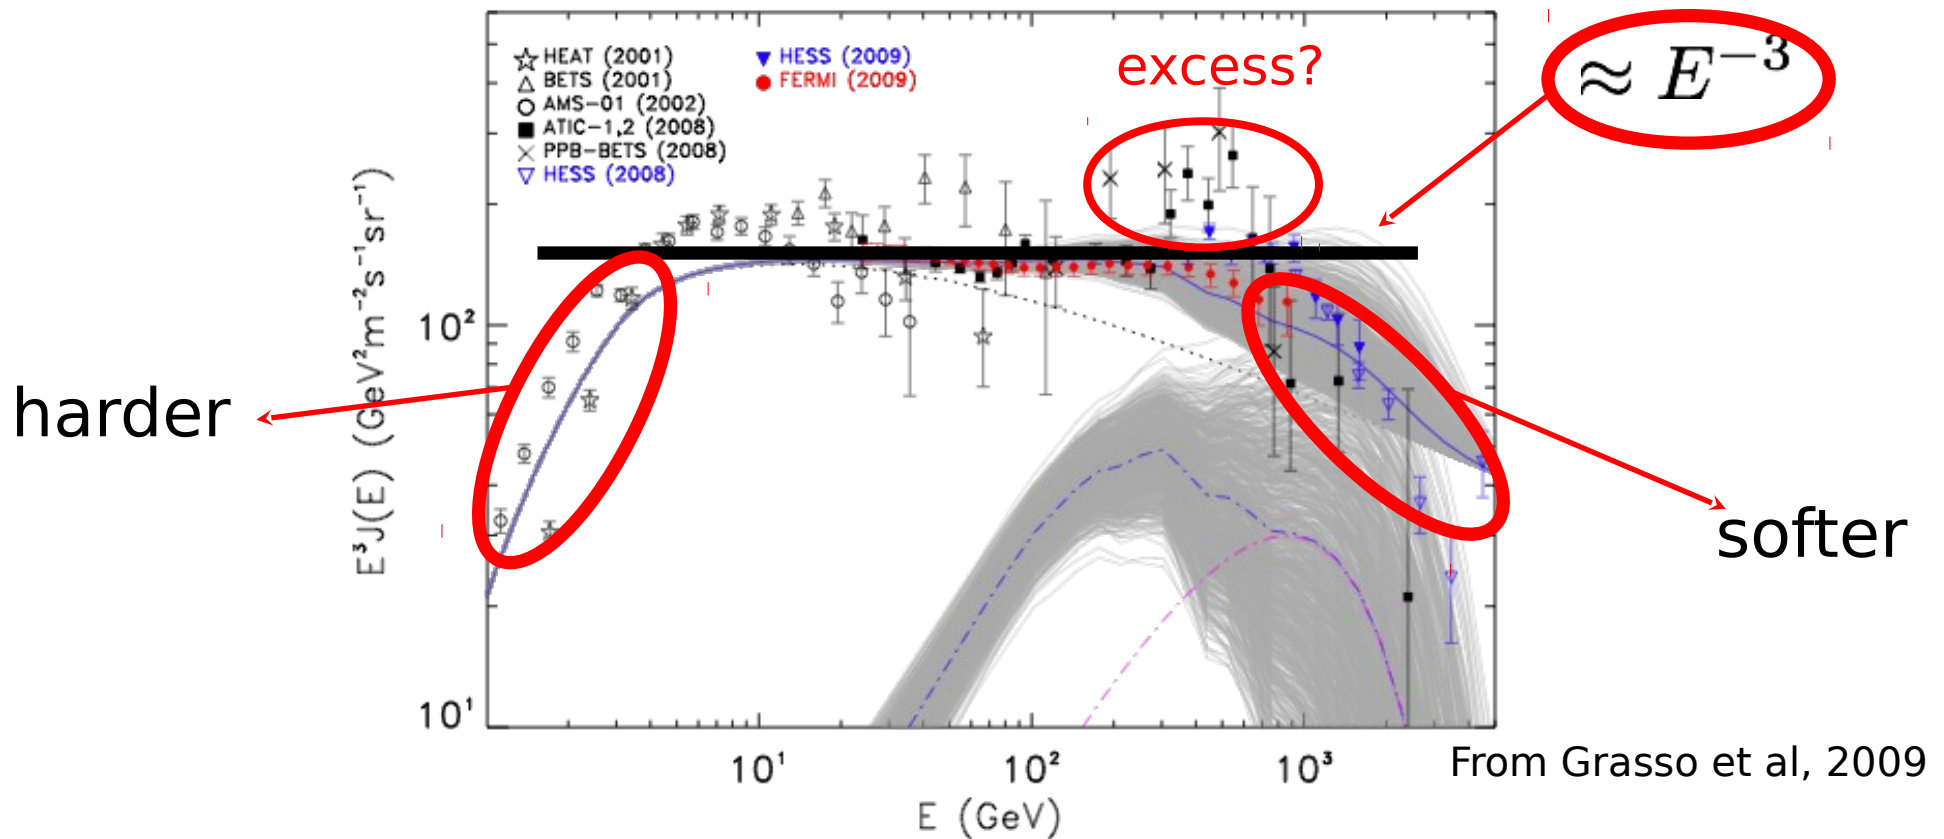 HEAT (2001)
BETS (2001)
AMS-01 (2002)
ATIC-1,2 (2008)
PPB-BETS (2008)
HESS (2008)
HESS (2009)
FERMI (2009)
excess?
≈ E⁻³
harder
softer
E³J(E) (GeV²m⁻²s⁻¹sr⁻¹)
10²
10¹
10¹ 10² 10³
E (GeV)
From Grasso et al, 2009